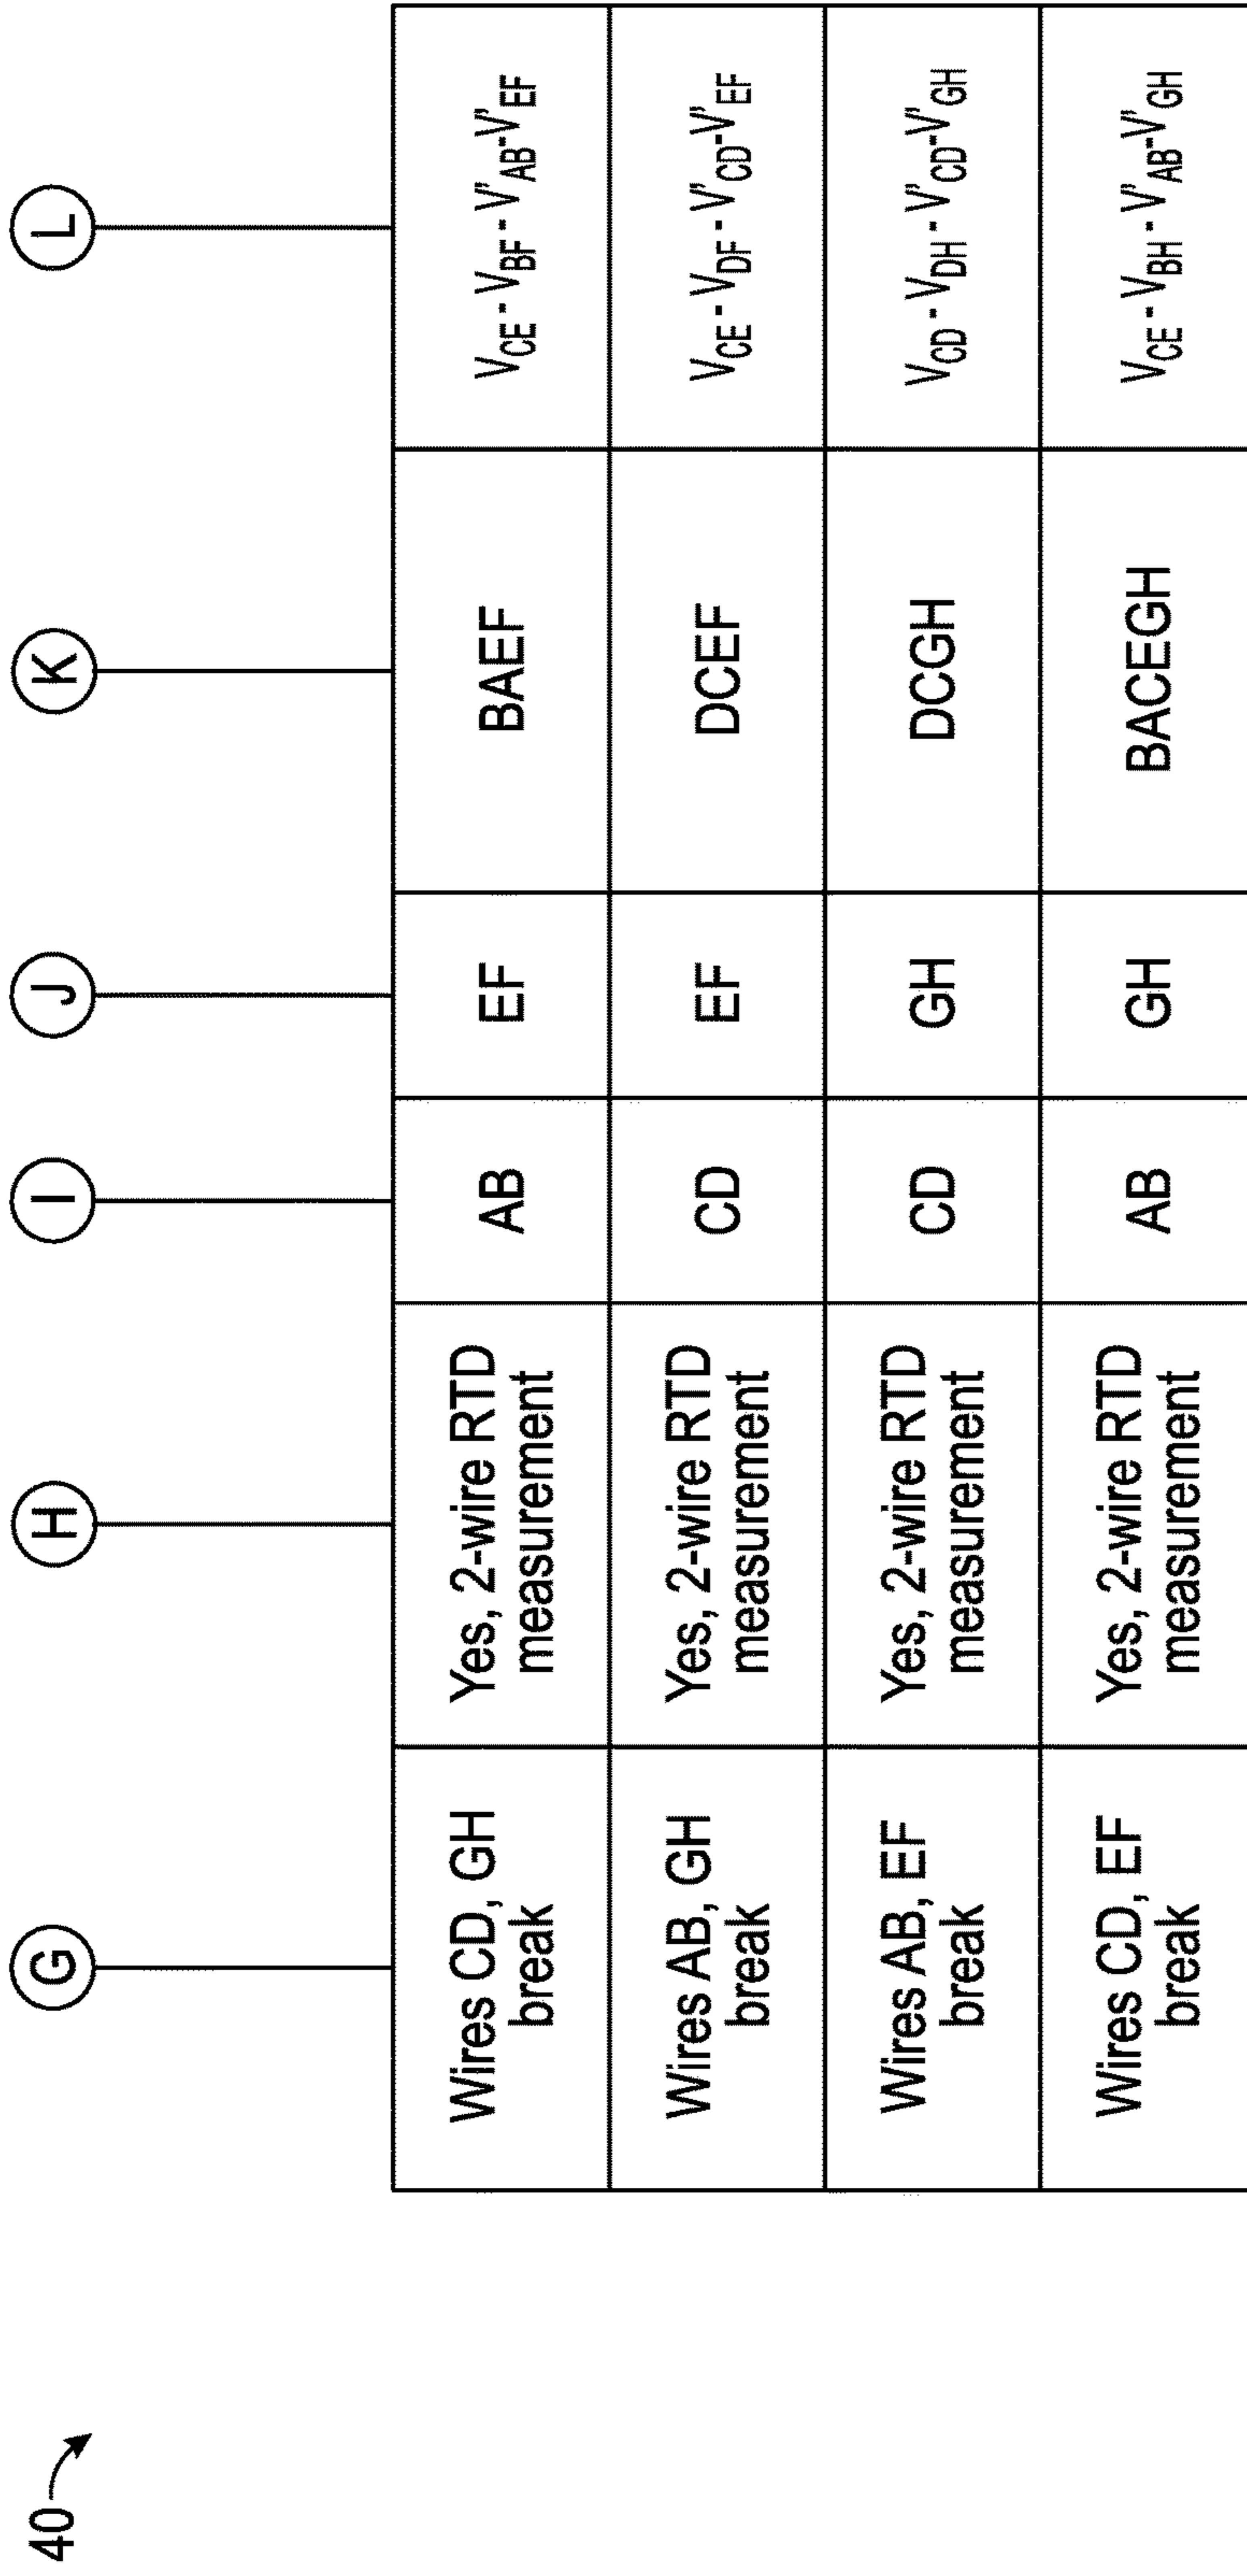 40
G H I J K L
Wires CD, GH
break
Yes, 2-wire RTD
measurement
AB
EF
BAEF
V_CE - V_BF - V'_AB-V'_EF
Wires AB, GH
break
Yes, 2-wire RTD
measurement
CD
EF
DCEF
V_CE - V_DF - V'_CD-V'_EF
Wires AB, EF
break
Yes, 2-wire RTD
measurement
CD
GH
DCGH
V_CD - V_DH - V'_CD-V'_GH
Wires CD, EF
break
Yes, 2-wire RTD
measurement
AB
GH
BACEGH
V_CE - V_BH - V'_AB-V'_GH